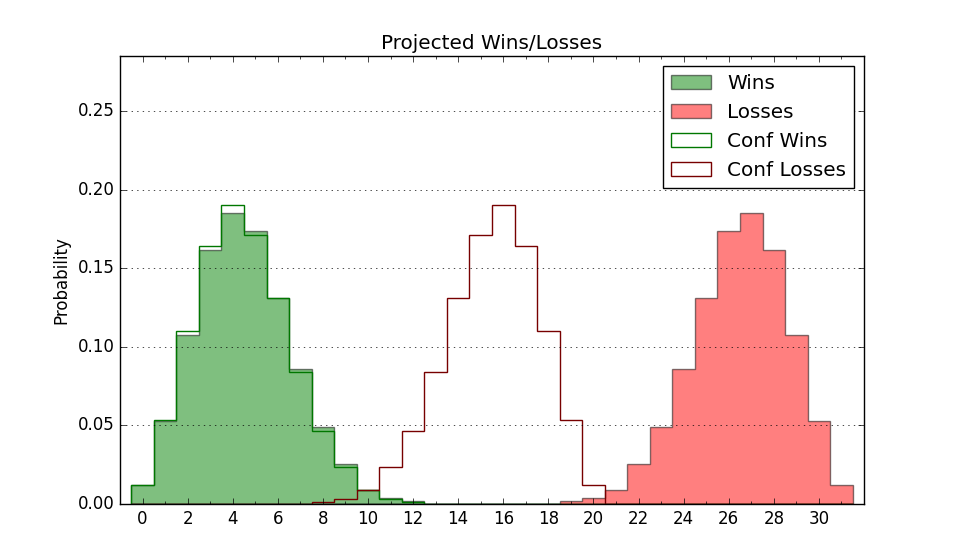 Projected Wins/Losses
Wins
Losses
Conf Wins
Conf Losses
Probability
0.25
0.20
0.15
0.10
0.05
0.00
0 2 4 6 8 10 12 14 16 18 20 22 24 26 28 30